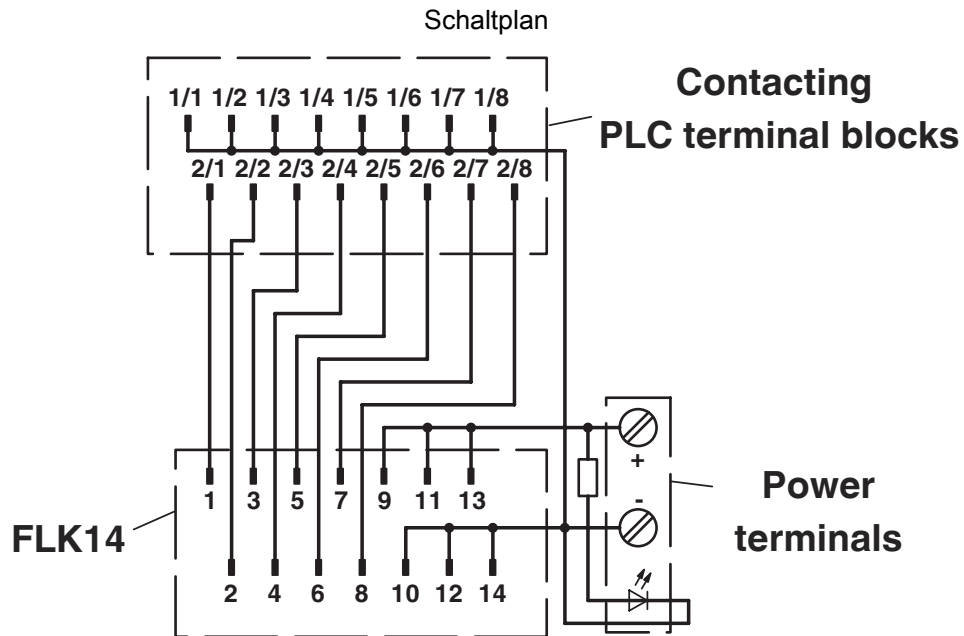 Schaltplan
Contacting
PLC terminal blocks
1/1 1/2 1/3 1/4 1/5 1/6 1/7 1/8
2/1 2/2 2/3 2/4 2/5 2/6 2/7 2/8
+
-
Power
terminals
FLK14
1 3 5 7 9 11 13
2 4 6 8 10 12 14